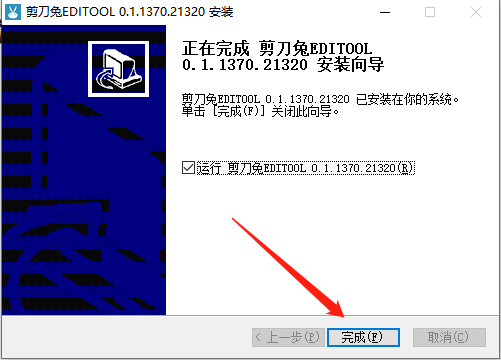 剪刀兔EDITOOL 0.1.1370.21320 安装
正在完成 剪刀兔EDITOOL
0.1.1370.21320 安装向导
剪刀兔EDITOOL 0.1.1370.21320 已安装在你的系统。
单击 [完成(F)] 关闭此向导。
运行 剪刀兔EDITOOL 0.1.1370.21320(R)
< 上一步(P) 完成(F) 取消(C)